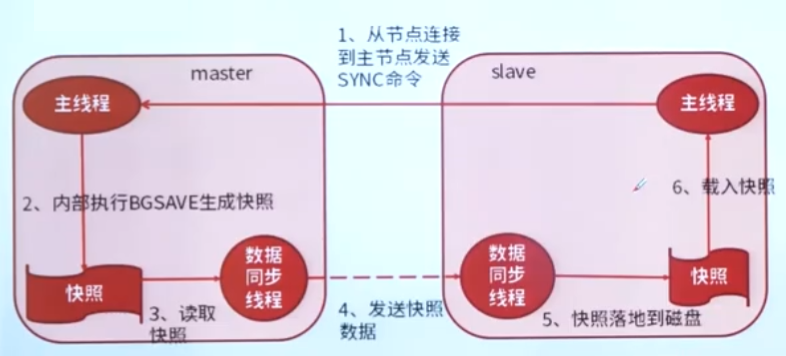 1、从节点连接
到主节点发送
SYNC命令
master
slave
主线程
主线程
2、内部执行BGSAVE生成快照
6、载入快照
数据
同步
线程
数据
同步
线程
快照
快照
3、读取
快照
4、发送快照
数据
5、快照落地到磁盘